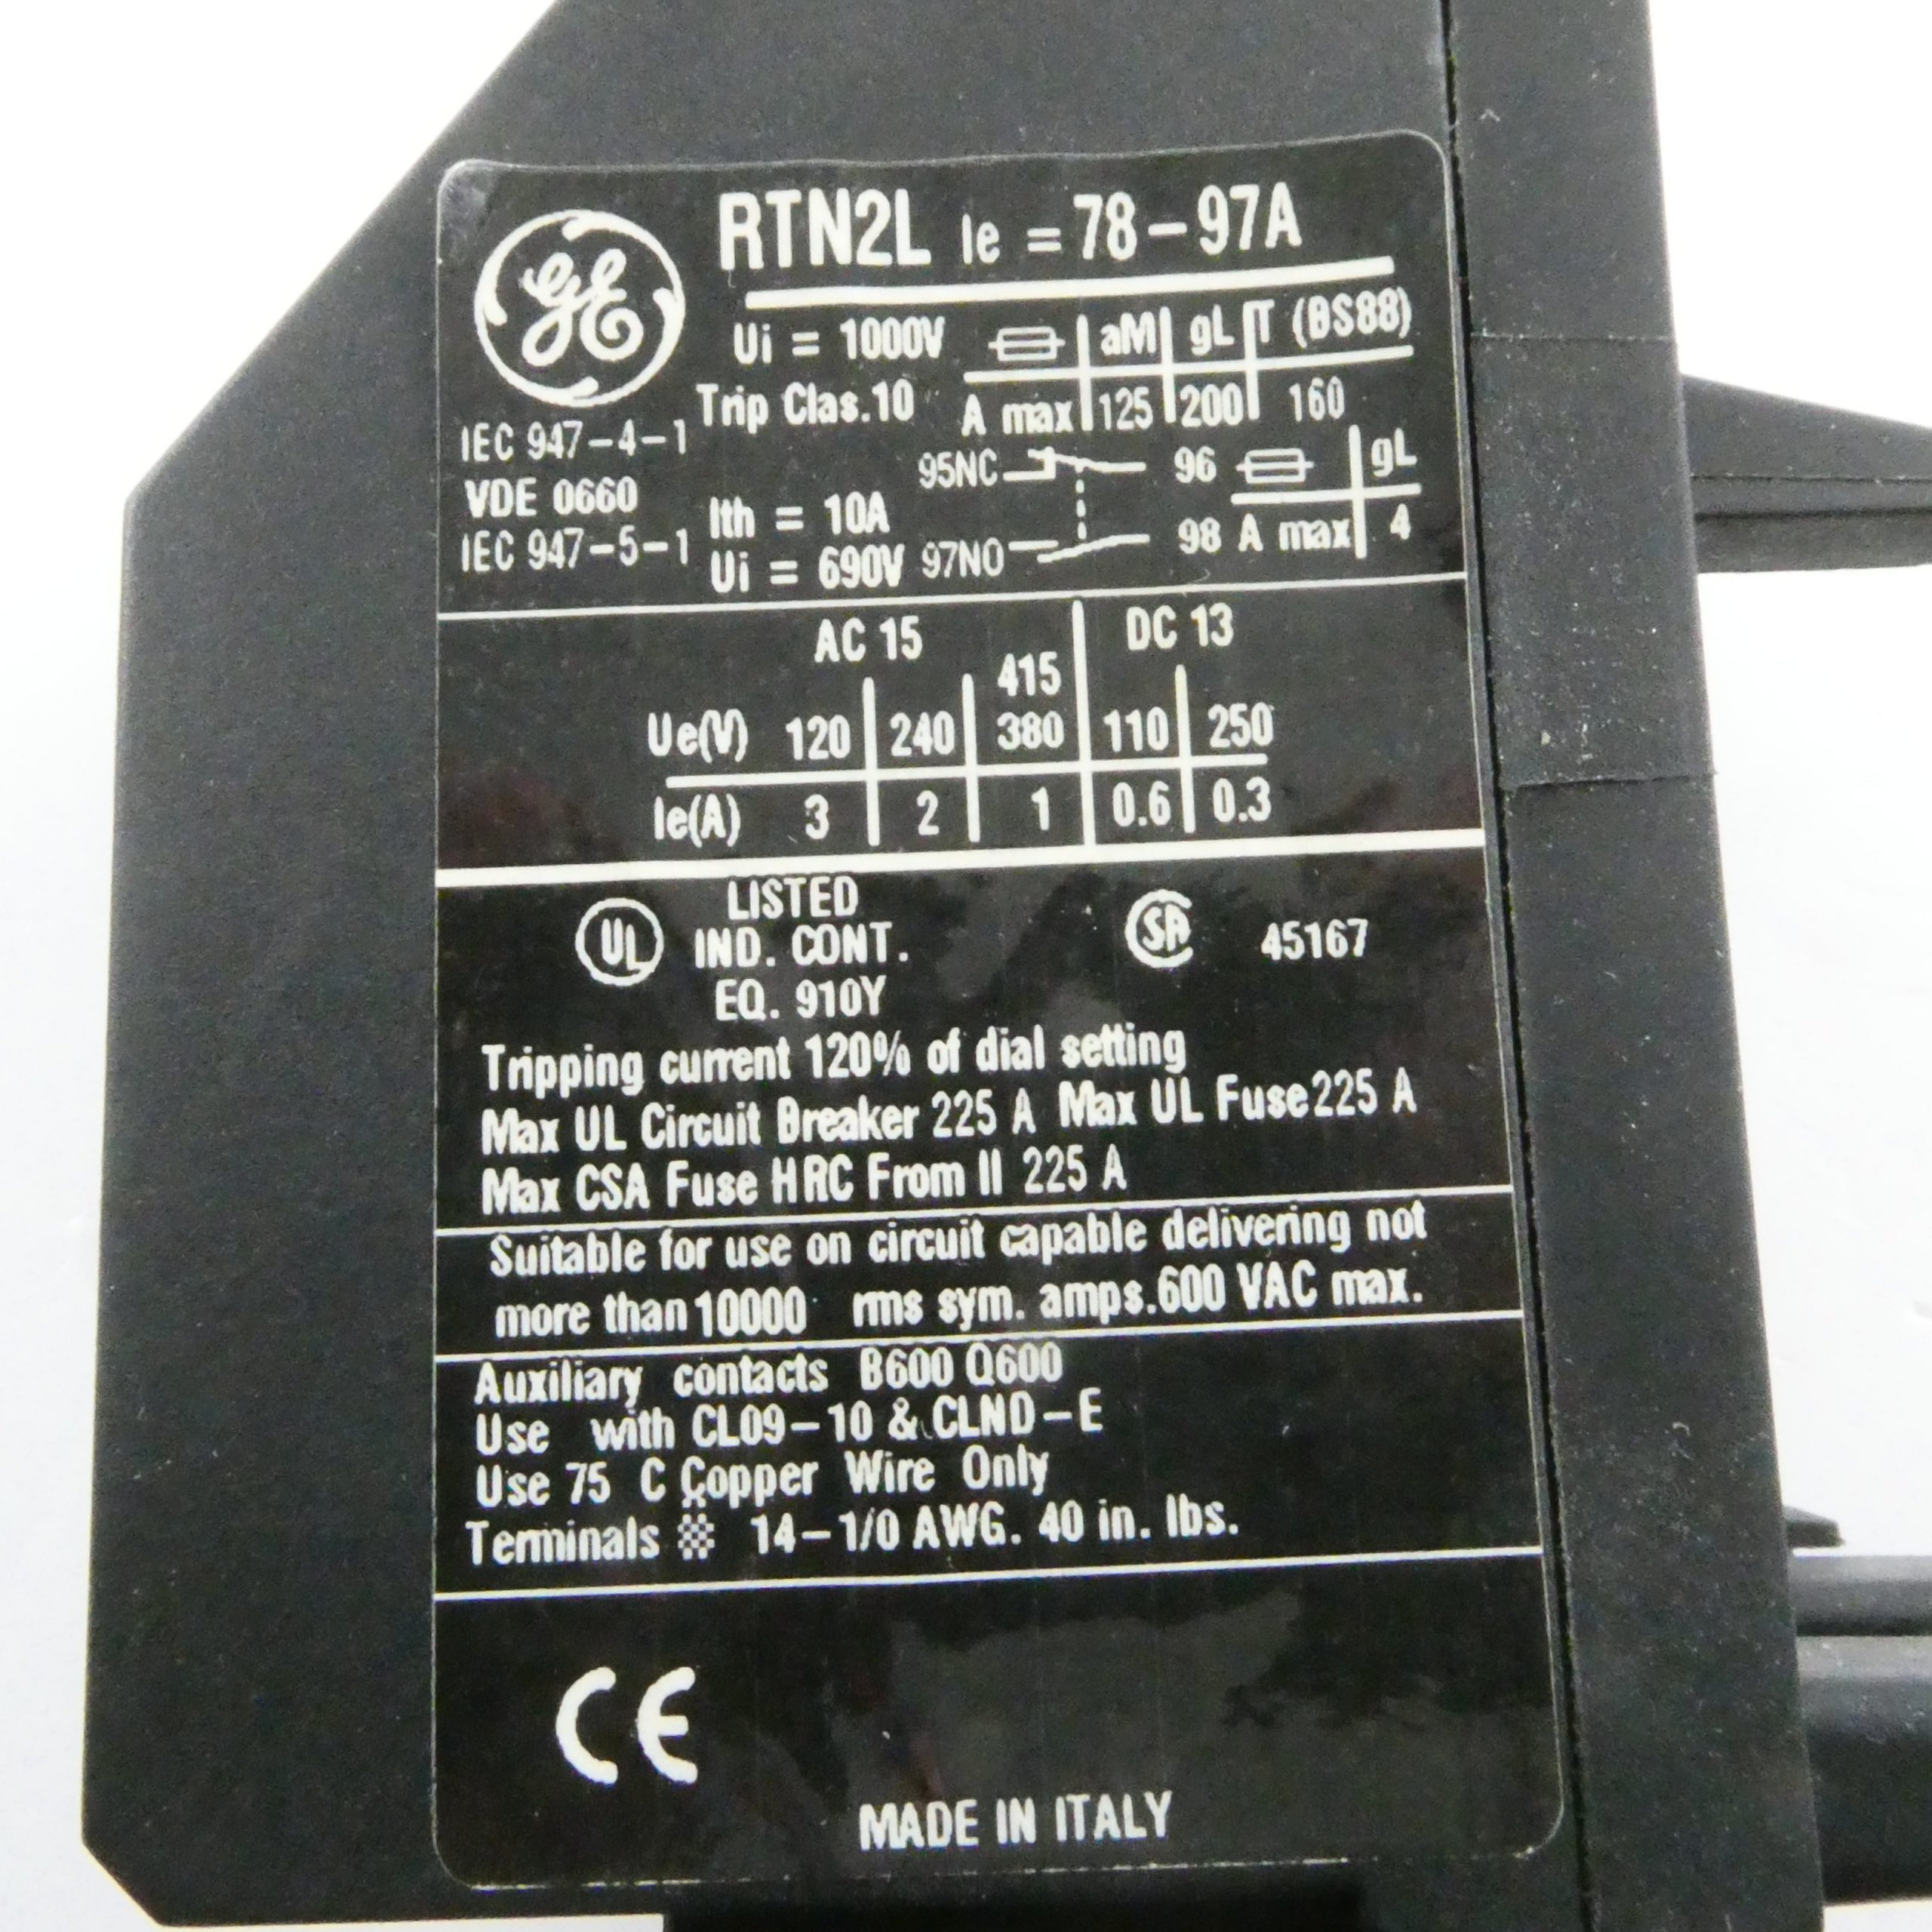 GE
RTN2L Ie = 78-97A
Ui = 1000V aM gL T (BS88)
Trip Clas.10 A max 125 200 160
IEC 947-4-1
VDE 0660
IEC 947-5-1
95NC 96 gL
Ith = 10A
Ui = 690V 97NO 98 A max 4
AC 15 DC 13
415
Ue(V) 120 240 380 110 250
Ie(A) 3 2 1 0.6 0.3
UL LISTED
IND. CONT.
EQ. 910Y
SA 45167
Tripping current 120% of dial setting
Max UL Circuit Breaker 225 A Max UL Fuse 225 A
Max CSA Fuse HRC From II 225 A
Suitable for use on circuit capable delivering not
more than 10000 rms sym. amps. 600 VAC max.
Auxiliary contacts B600 Q600
Use with CL09-10 & CLND-E
Use 75 C Copper Wire Only
Terminals 14-1/0 AWG. 40 in. lbs.
CE
MADE IN ITALY